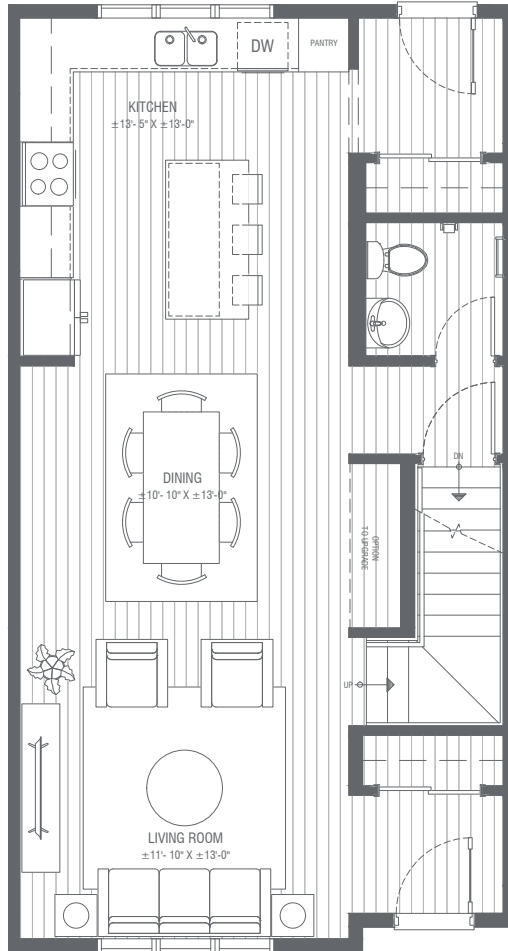 DW
PANTRY
KITCHEN
±13'- 5" X ±13'-0"
DN
DINING
±10'- 10" X ±13'-0"
OPTION
TO UPGRADE
UP
LIVING ROOM
±11'- 10" X ±13'-0"